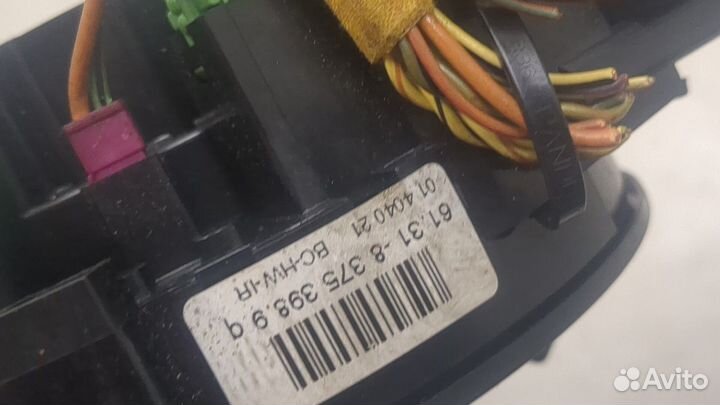 61.31 -8 375 398.9 q
01 4040 21
BC-HW-IR
Avito